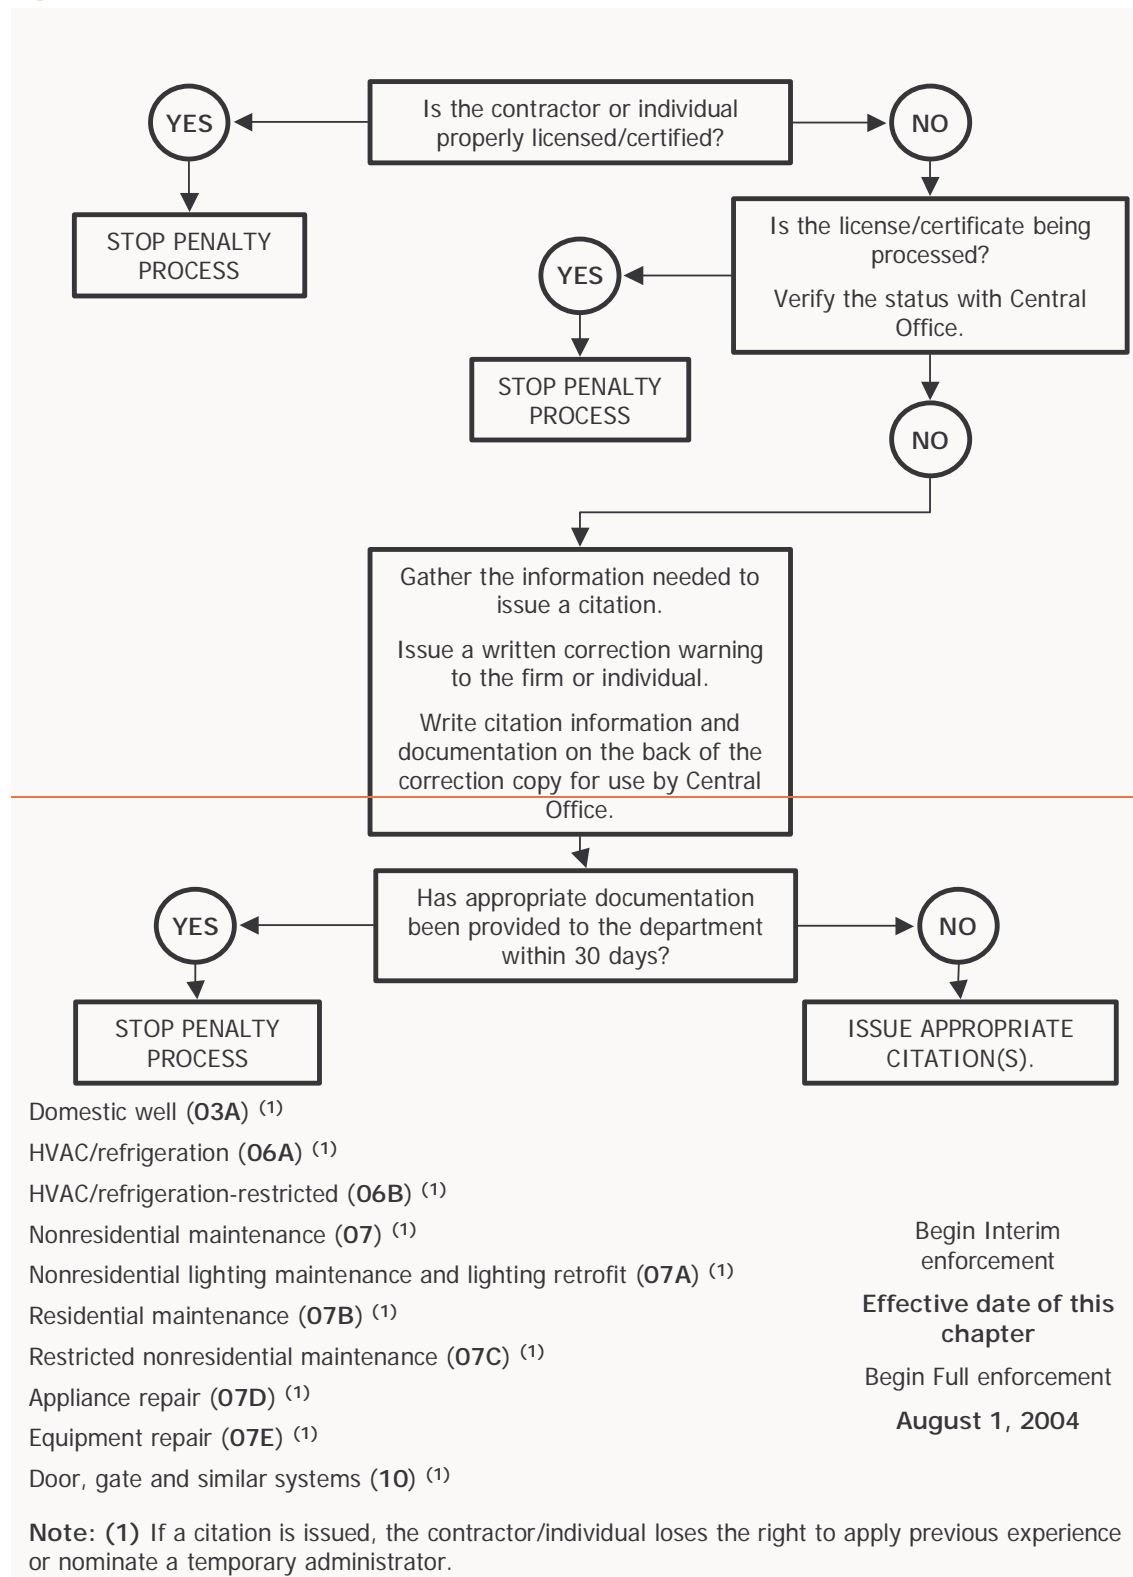 Is the contractor or individual
properly licensed/certified?
YES
NO
STOP PENALTY
PROCESS
Is the license/certificate being
processed?
Verify the status with Central
Office.
YES
STOP PENALTY
PROCESS
NO
Gather the information needed to
issue a citation.
Issue a written correction warning
to the firm or individual.
Write citation information and
documentation on the back of the
correction copy for use by Central
Office.
Has appropriate documentation
been provided to the department
within 30 days?
YES
NO
STOP PENALTY
PROCESS
ISSUE APPROPRIATE
CITATION(S).
Domestic well (03A) (1)
HVAC/refrigeration (06A) (1)
HVAC/refrigeration-restricted (06B) (1)
Nonresidential maintenance (07) (1)
Nonresidential lighting maintenance and lighting retrofit (07A) (1)
Residential maintenance (07B) (1)
Restricted nonresidential maintenance (07C) (1)
Appliance repair (07D) (1)
Equipment repair (07E) (1)
Door, gate and similar systems (10) (1)
Begin Interim
enforcement
Effective date of this
chapter
Begin Full enforcement
August 1, 2004
Note: (1) If a citation is issued, the contractor/individual loses the right to apply previous experience
or nominate a temporary administrator.